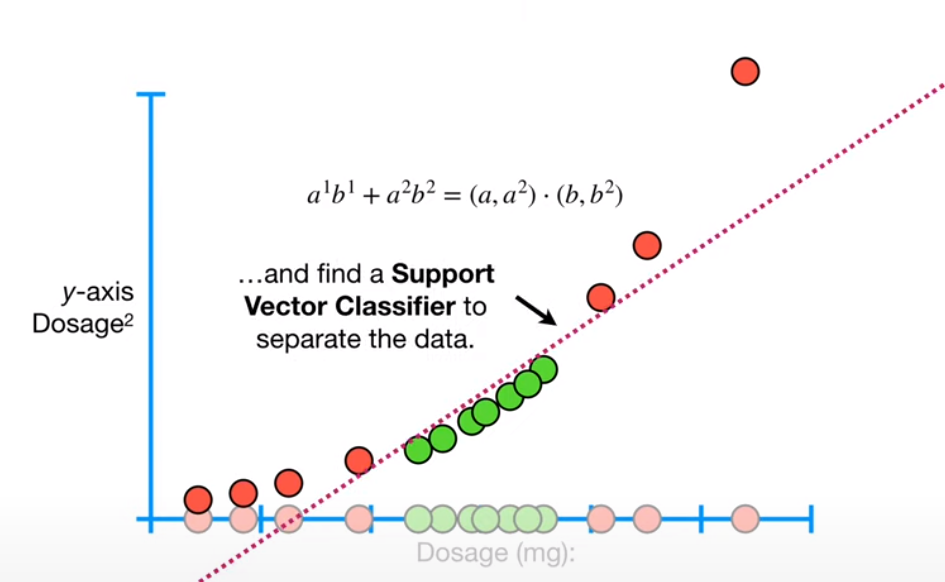 a¹b¹ + a²b² = (a, a²) · (b, b²)
…and find a Support
Vector Classifier to
separate the data.
y-axis
Dosage²
Dosage (mg):